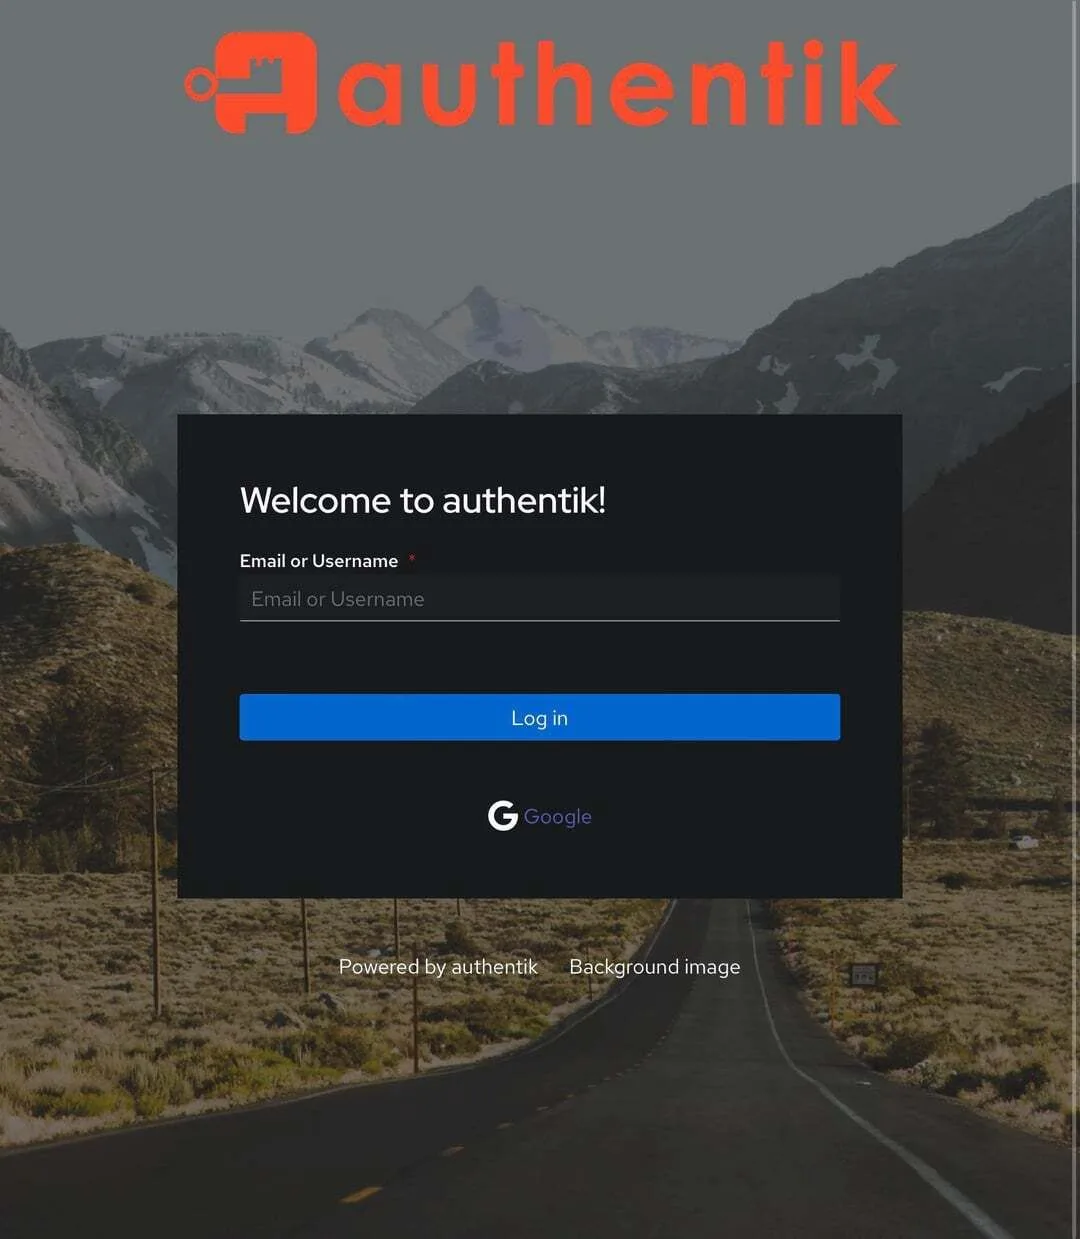 authentik
Welcome to authentik!
Email or Username *
Email or Username
Log in
Google
Powered by authentik Background image